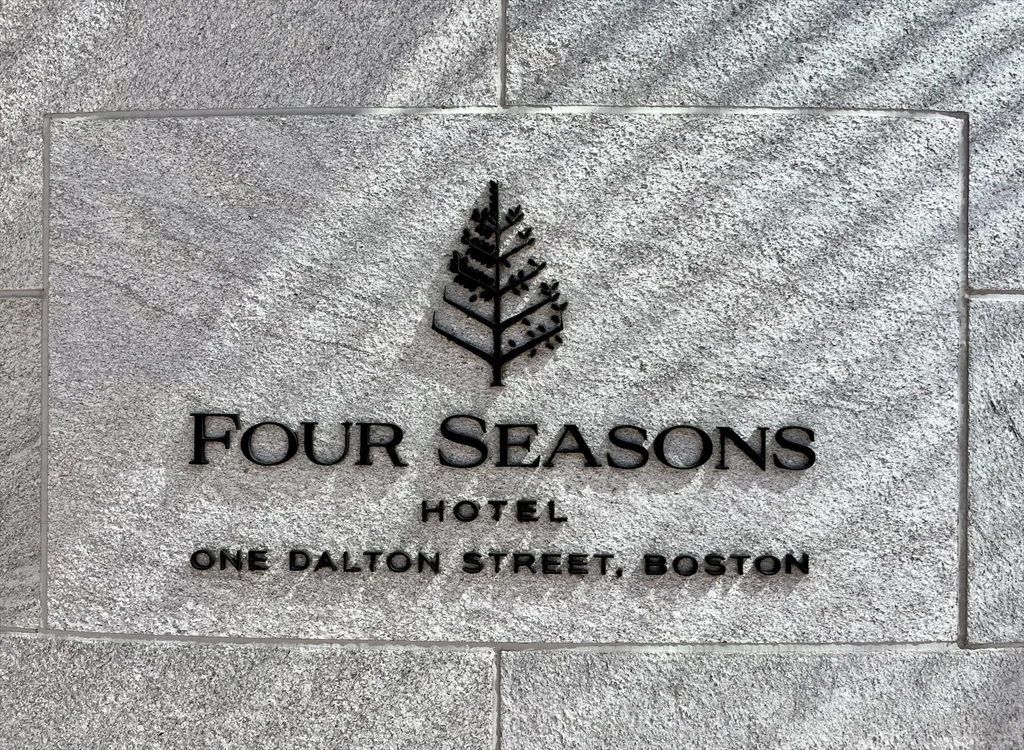 FOUR SEASONS
HOTEL
ONE DALTON STREET, BOSTON